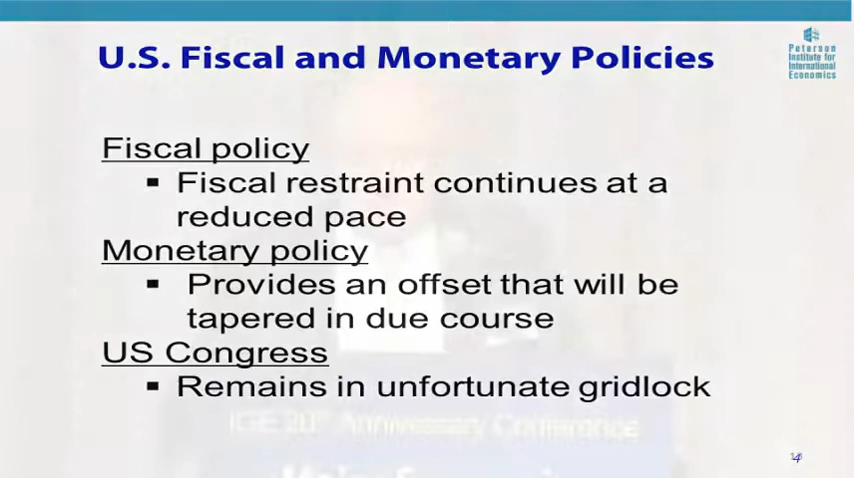 U.S. Fiscal and Monetary Policies
Peterson
Institute for
International
Economics
Fiscal policy
▪ Fiscal restraint continues at a
reduced pace
Monetary policy
▪ Provides an offset that will be
tapered in due course
US Congress
▪ Remains in unfortunate gridlock
IGE 20th Anniversary Conference
4